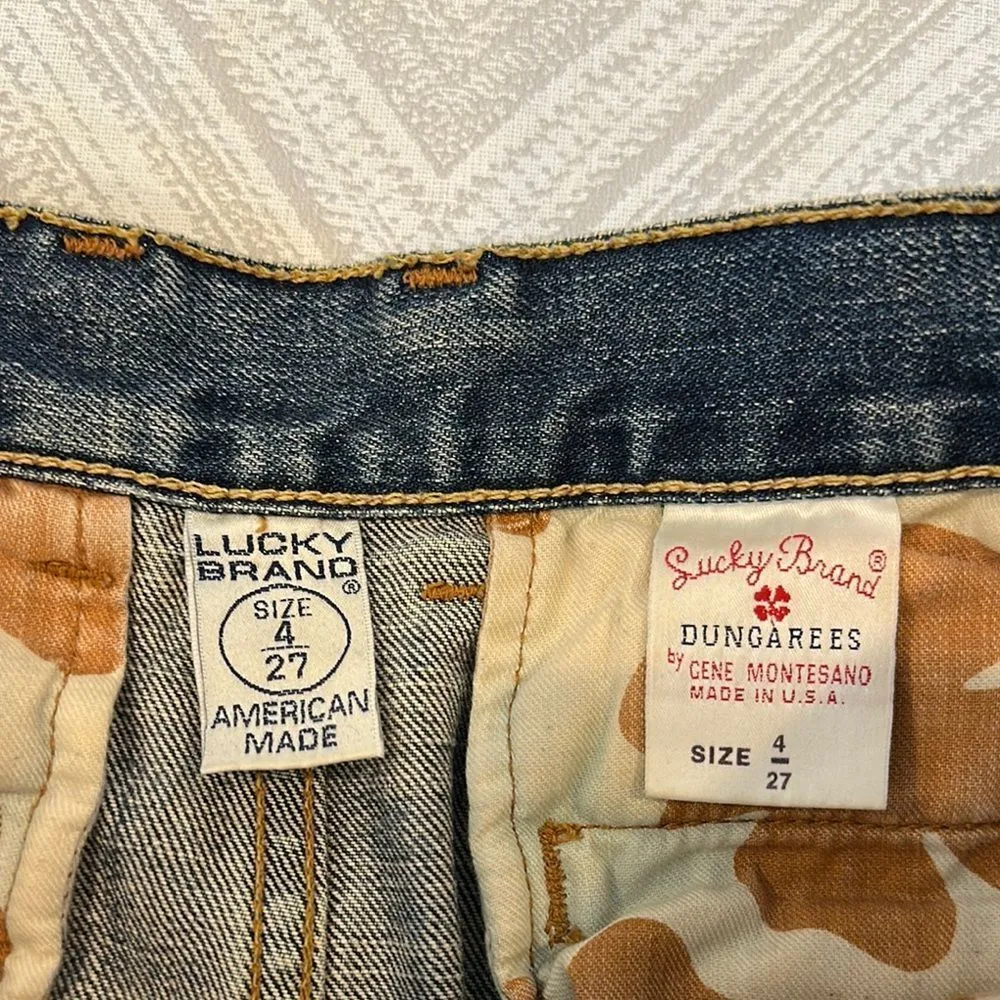 LUCKY
BRAND®
SIZE
4
27
AMERICAN
MADE
Lucky Brand®
DUNGAREES
by GENE MONTESANO
MADE IN U.S.A.
SIZE 4
27